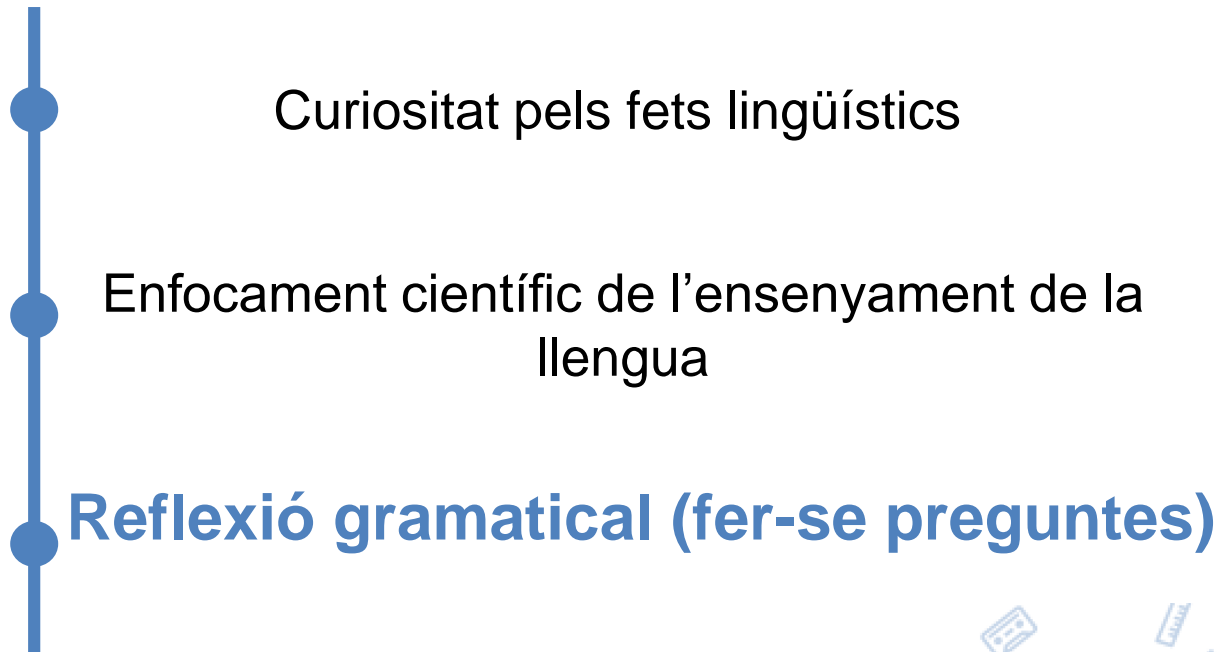 Curiositat pels fets lingüístics
Enfocament científic de l’ensenyament de la
llengua
Reflexió gramatical (fer-se preguntes)